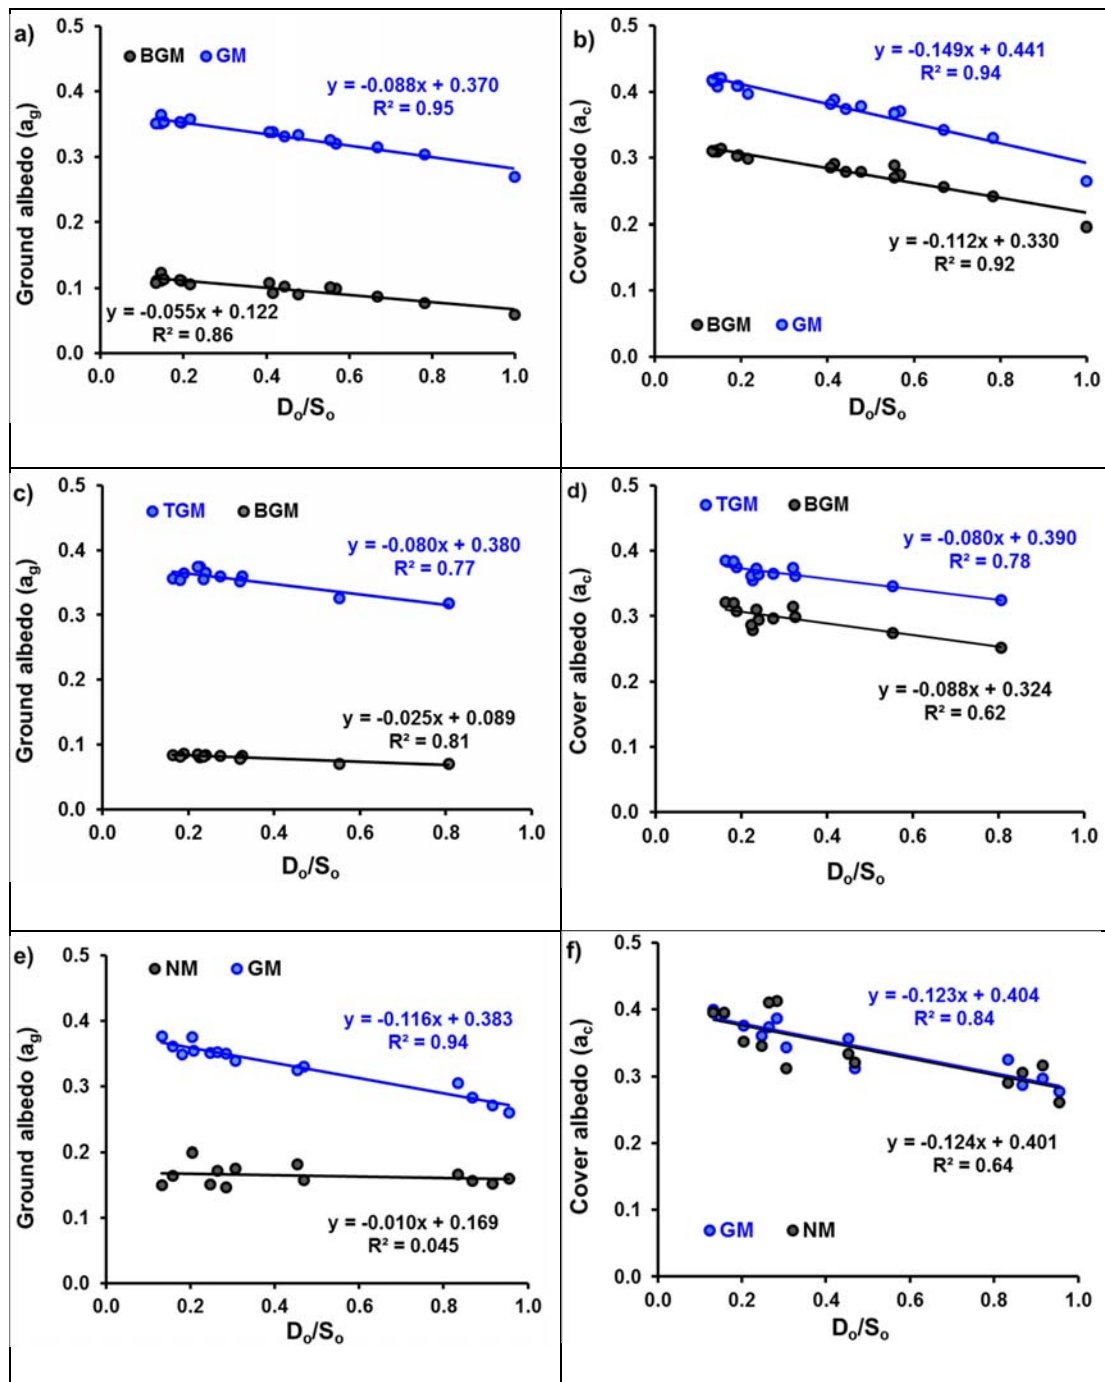 a)
BGM GM
y = -0.088x + 0.370
R² = 0.95
y = -0.055x + 0.122
R² = 0.86
Ground albedo (ag)
0.5
0.4
0.3
0.2
0.1
0.0
0.0 0.2 0.4 0.6 0.8 1.0
Do/So
b)
y = -0.149x + 0.441
R² = 0.94
y = -0.112x + 0.330
R² = 0.92
BGM GM
Cover albedo (ac)
0.5
0.4
0.3
0.2
0.1
0.0
0.0 0.2 0.4 0.6 0.8 1.0
Do/So
c)
TGM BGM
y = -0.080x + 0.380
R² = 0.77
y = -0.025x + 0.089
R² = 0.81
Ground albedo (ag)
0.5
0.4
0.3
0.2
0.1
0.0
0.0 0.2 0.4 0.6 0.8 1.0
Do/So
d)
TGM BGM
y = -0.080x + 0.390
R² = 0.78
y = -0.088x + 0.324
R² = 0.62
Cover albedo (ac)
0.5
0.4
0.3
0.2
0.1
0.0
0.0 0.2 0.4 0.6 0.8 1.0
Do/So
e)
NM GM
y = -0.116x + 0.383
R² = 0.94
y = -0.010x + 0.169
R² = 0.045
Ground albedo (ag)
0.5
0.4
0.3
0.2
0.1
0.0
0.0 0.2 0.4 0.6 0.8 1.0
Do/So
f)
y = -0.123x + 0.404
R² = 0.84
y = -0.124x + 0.401
R² = 0.64
GM NM
Cover albedo (ac)
0.5
0.4
0.3
0.2
0.1
0.0
0.0 0.2 0.4 0.6 0.8 1.0
Do/So